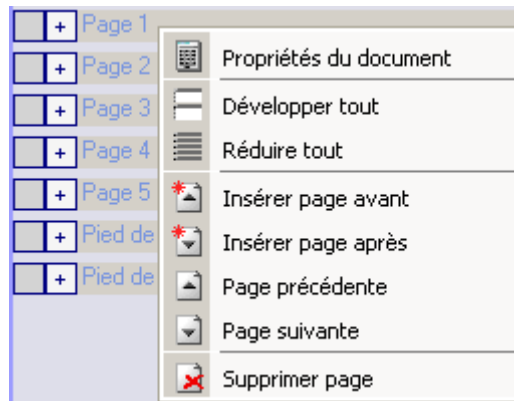 Page 1
Page 2
Page 3
Page 4
Page 5
Pied de
Pied de
Propriétés du document
Développer tout
Réduire tout
Insérer page avant
Insérer page après
Page précédente
Page suivante
Supprimer page